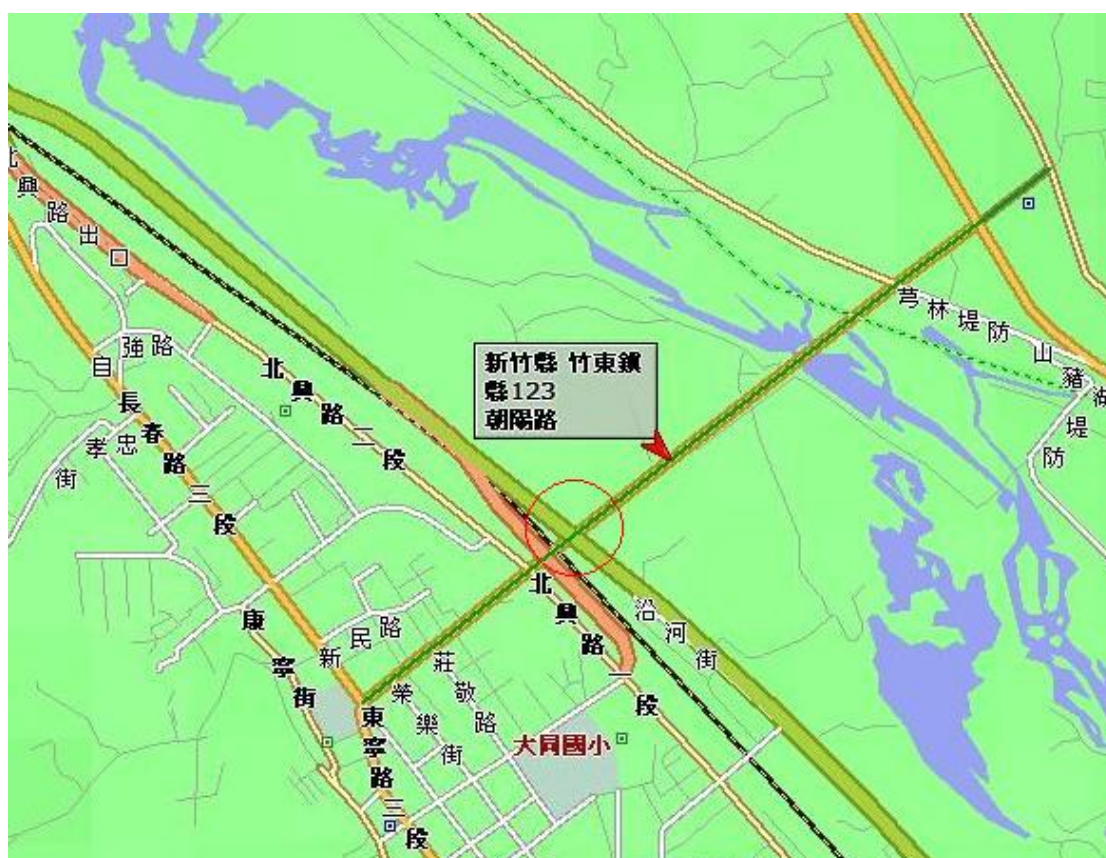 北興路出口
自強路
北興路二段
長春路三段
忠孝街
新竹縣 竹東鎮
縣123
朝陽路
芎林堤防
山豬湖堤防
北興路一段
沿河街
康寧街
新民路
莊敬路
榮樂街
東寧路三段
大同國小